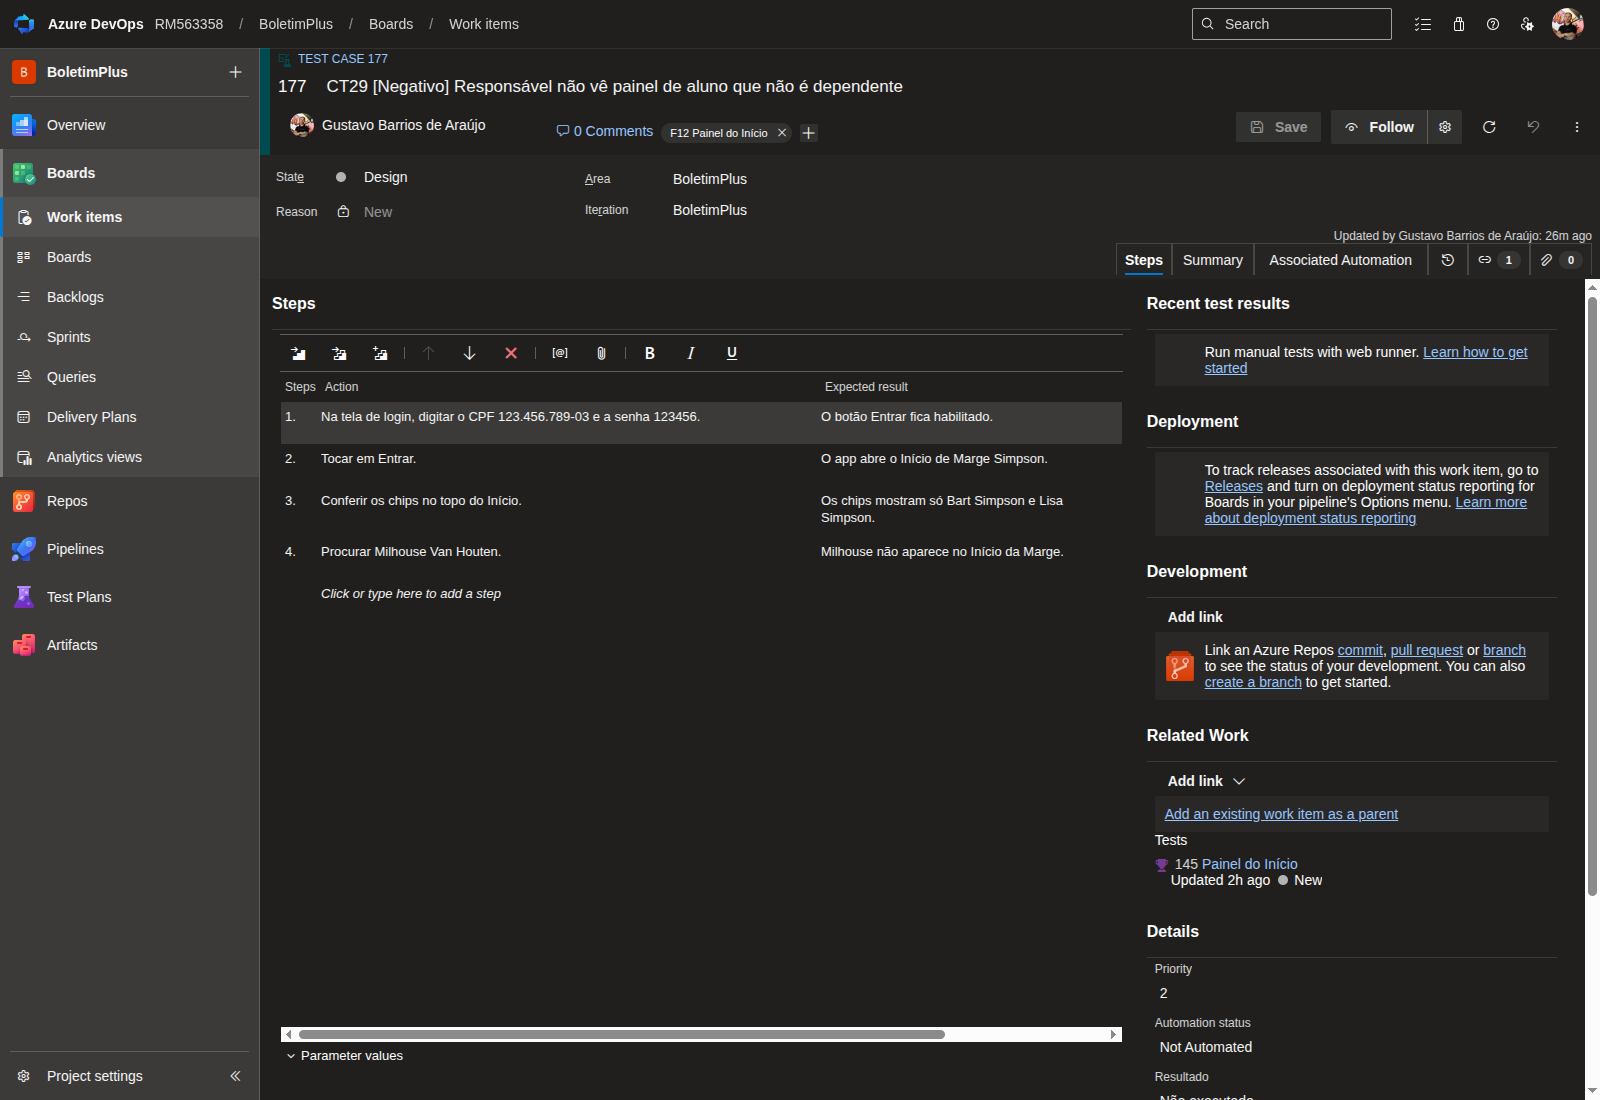 Azure DevOps RM563358 / BoletimPlus / Boards / Work items
Search
B BoletimPlus
Overview
Boards
Work items
Boards
Backlogs
Sprints
Queries
Delivery Plans
Analytics views
Repos
Pipelines
Test Plans
Artifacts
Project settings
TEST CASE 177
177 CT29 [Negativo] Responsável não vê painel de aluno que não é dependente
Gustavo Barrios de Araújo
0 Comments
F12 Painel do Início
Save
Follow
State
Design
Area
BoletimPlus
Reason
New
Iteration
BoletimPlus
Updated by Gustavo Barrios de Araújo: 26m ago
Steps
Summary
Associated Automation
1
0
Steps
B I U
Steps Action Expected result
1. Na tela de login, digitar o CPF 123.456.789-03 e a senha 123456. O botão Entrar fica habilitado.
2. Tocar em Entrar. O app abre o Início de Marge Simpson.
3. Conferir os chips no topo do Início. Os chips mostram só Bart Simpson e Lisa
Simpson.
4. Procurar Milhouse Van Houten. Milhouse não aparece no Início da Marge.
Click or type here to add a step
Parameter values
Recent test results
Run manual tests with web runner. Learn how to get
started
Deployment
To track releases associated with this work item, go to
Releases and turn on deployment status reporting for
Boards in your pipeline's Options menu. Learn more
about deployment status reporting
Development
Add link
Link an Azure Repos commit, pull request or branch
to see the status of your development. You can also
create a branch to get started.
Related Work
Add link
Add an existing work item as a parent
Tests
145 Painel do Início
Updated 2h ago New
Details
Priority
2
Automation status
Not Automated
Resultado
Não executado